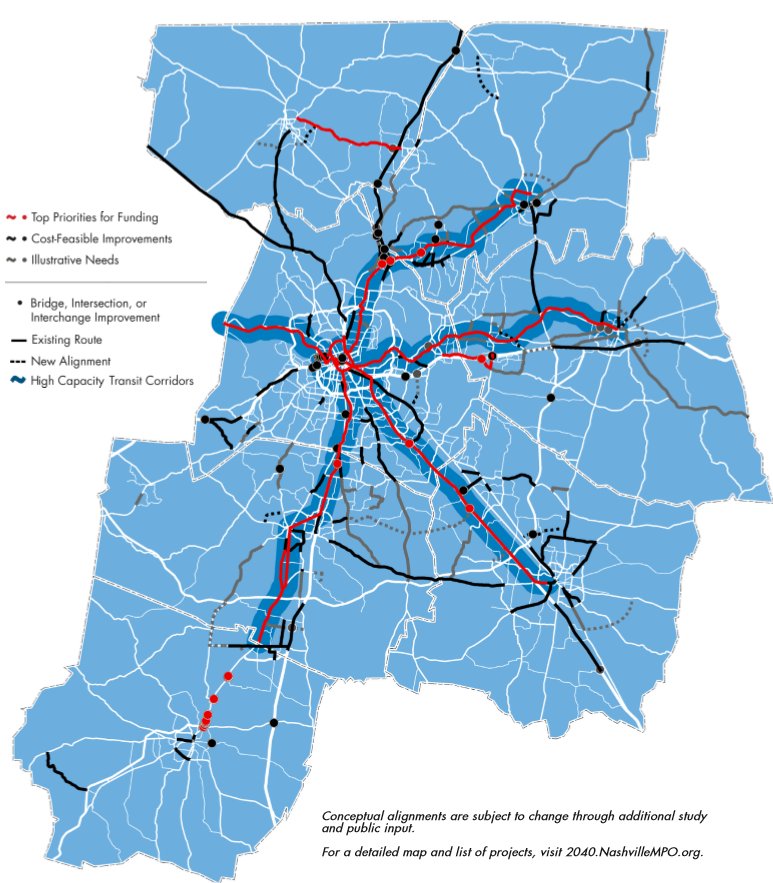 Top Priorities for Funding
Cost-Feasible Improvements
Illustrative Needs
Bridge, Intersection, or
Interchange Improvement
Existing Route
New Alignment
High Capacity Transit Corridors
Conceptual alignments are subject to change through additional study
and public input.
For a detailed map and list of projects, visit 2040.NashvilleMPO.org.